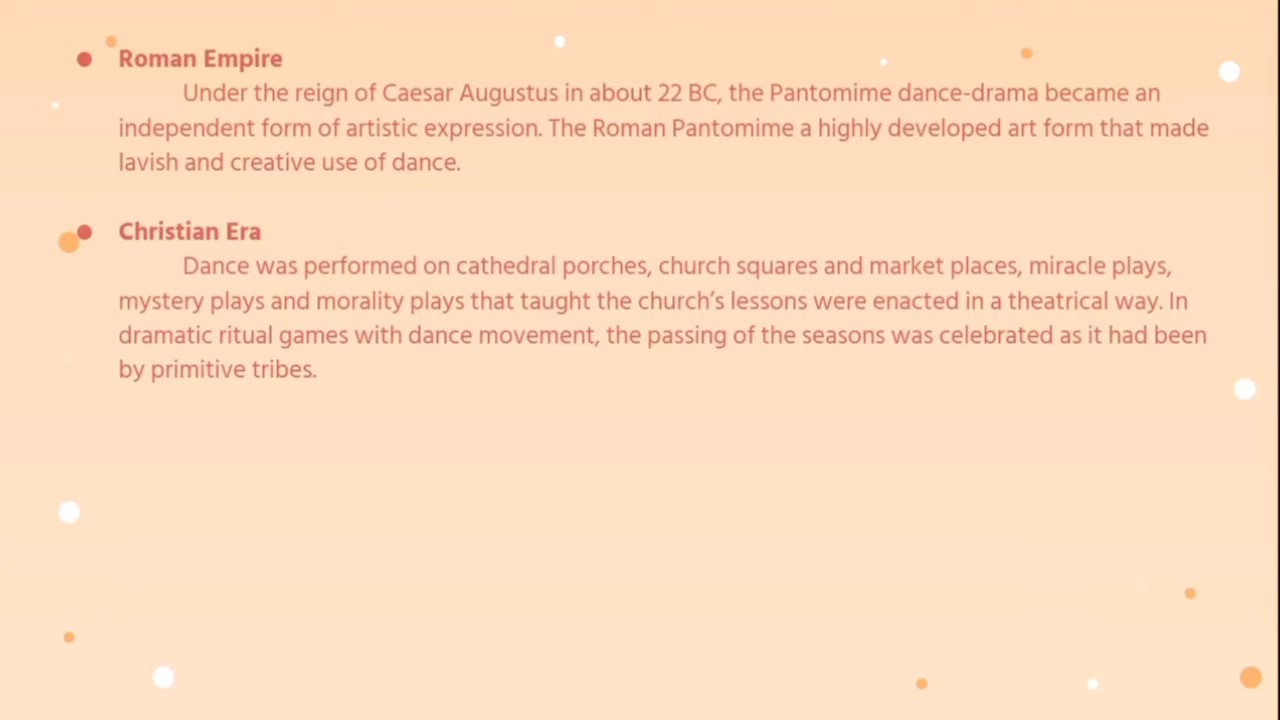 Roman Empire
Under the reign of Caesar Augustus in about 22 BC, the Pantomime dance-drama became an
independent form of artistic expression. The Roman Pantomime a highly developed art form that made
lavish and creative use of dance.
Christian Era
Dance was performed on cathedral porches, church squares and market places, miracle plays,
mystery plays and morality plays that taught the church’s lessons were enacted in a theatrical way. In
dramatic ritual games with dance movement, the passing of the seasons was celebrated as it had been
by primitive tribes.